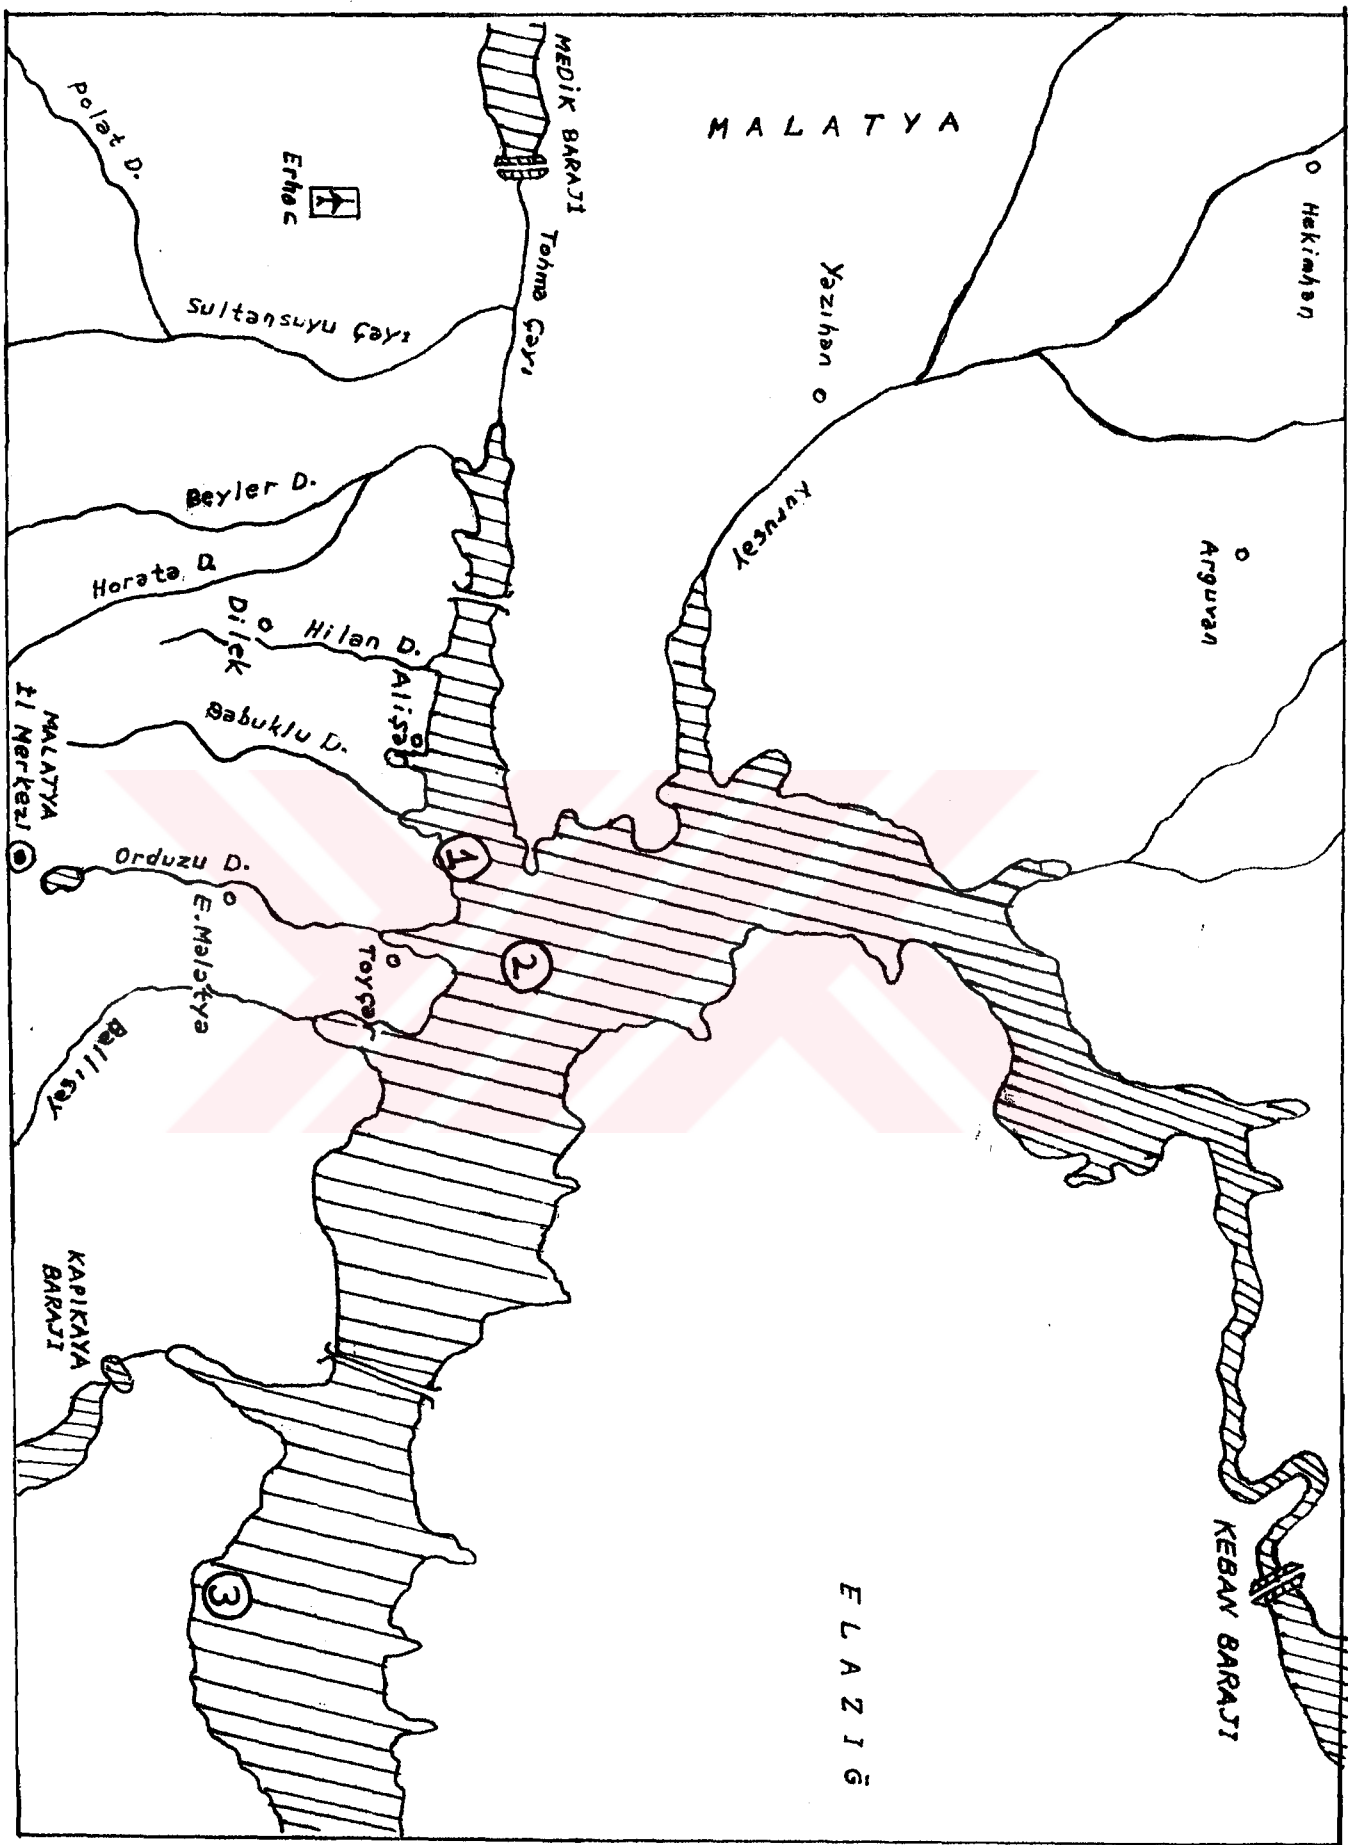 Hekimhan
MALATYA
Yazıhan
Arguvan
Kuruçay
MEDİK BARAJI
Tohma Çayı
Erhac
Polat D.
Sultansuyu Çayı
Beyler D.
Horata D.
Dilek
Hilan D.
Alişar
Babuklu D.
MALATYA
İl Merkezi
Orduzu D.
E.Malatya
Toyçar
Ballıçay
1
2
3
KAPIKAYA
BARAJI
KEBAN BARAJI
ELAZIĞ